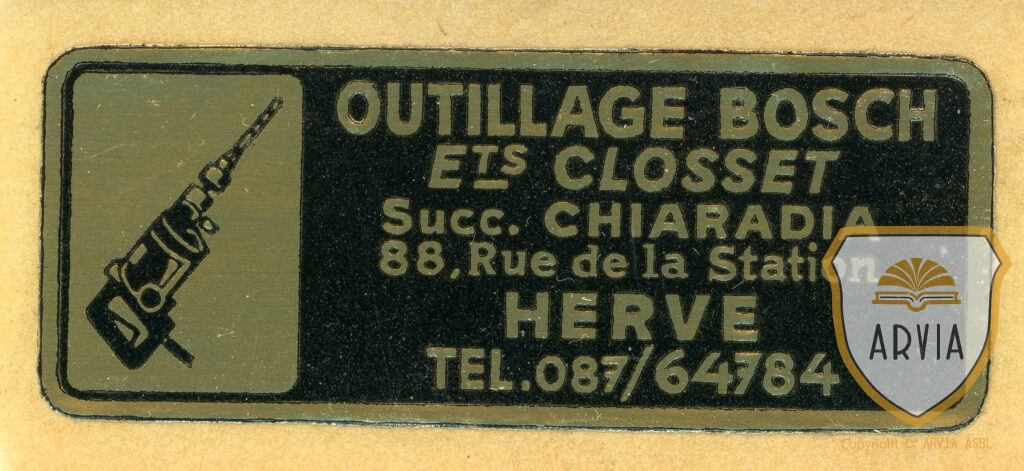 OUTILLAGE BOSCH
ETS CLOSSET
Succ. CHIARADIA
88, Rue de la Station
HERVE
TEL. 087/64784
ARVIA
Copyright © ARVIA ASBL